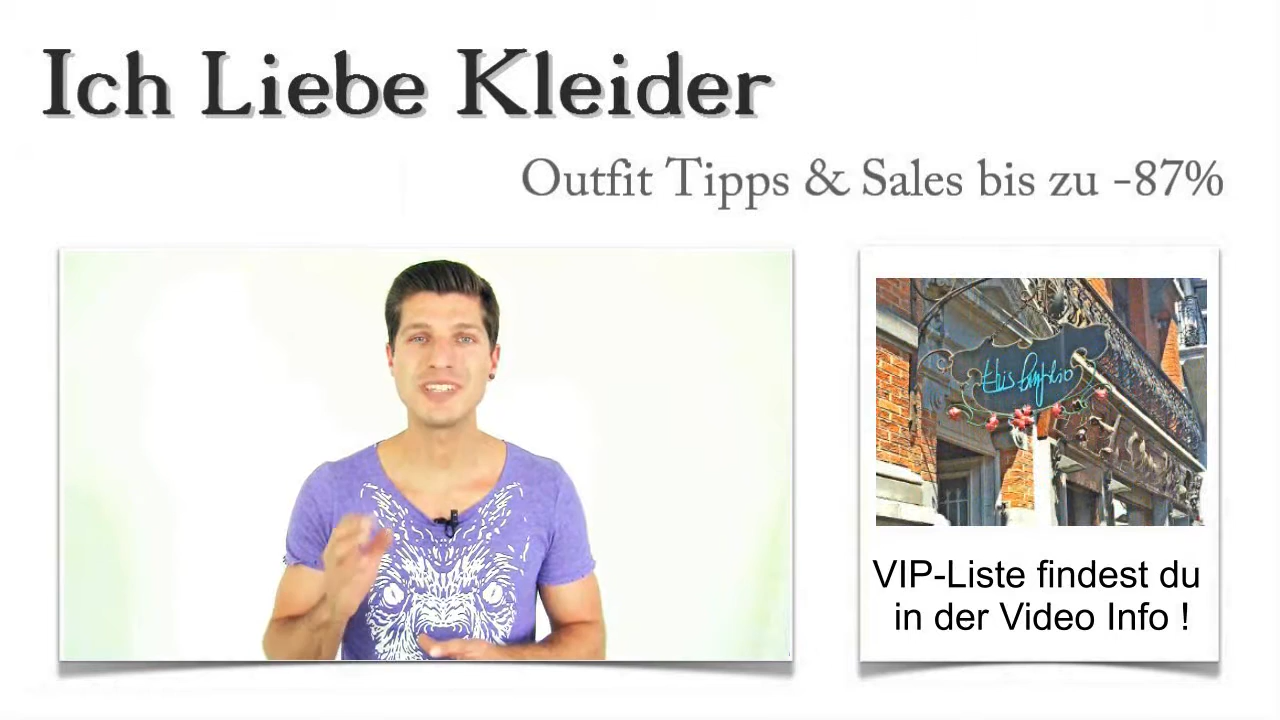 Ich Liebe Kleider
Outfit Tipps & Sales bis zu -87%
VIP-Liste findest du
in der Video Info !